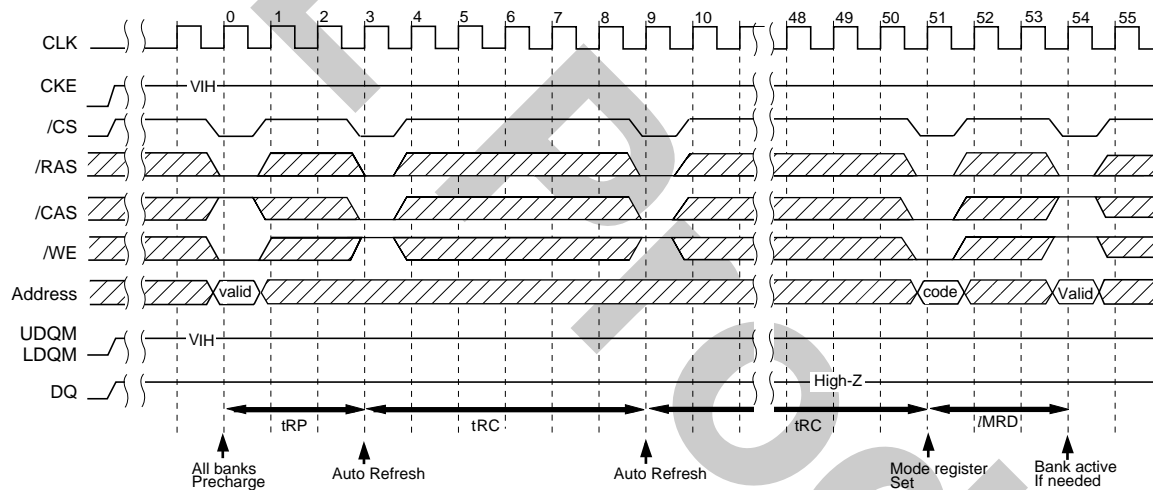 0 1 2 3 4 5 6 7 8 9 10 48 49 50 51 52 53 54 55
CLK
CKE VIH
/CS
/RAS
/CAS
/WE
Address valid code Valid
UDQM
LDQM
VIH
DQ High-Z
tRP tRC tRC lMRD
All banks
Precharge
Auto Refresh
Auto Refresh
Mode register
Set
Bank active
If needed